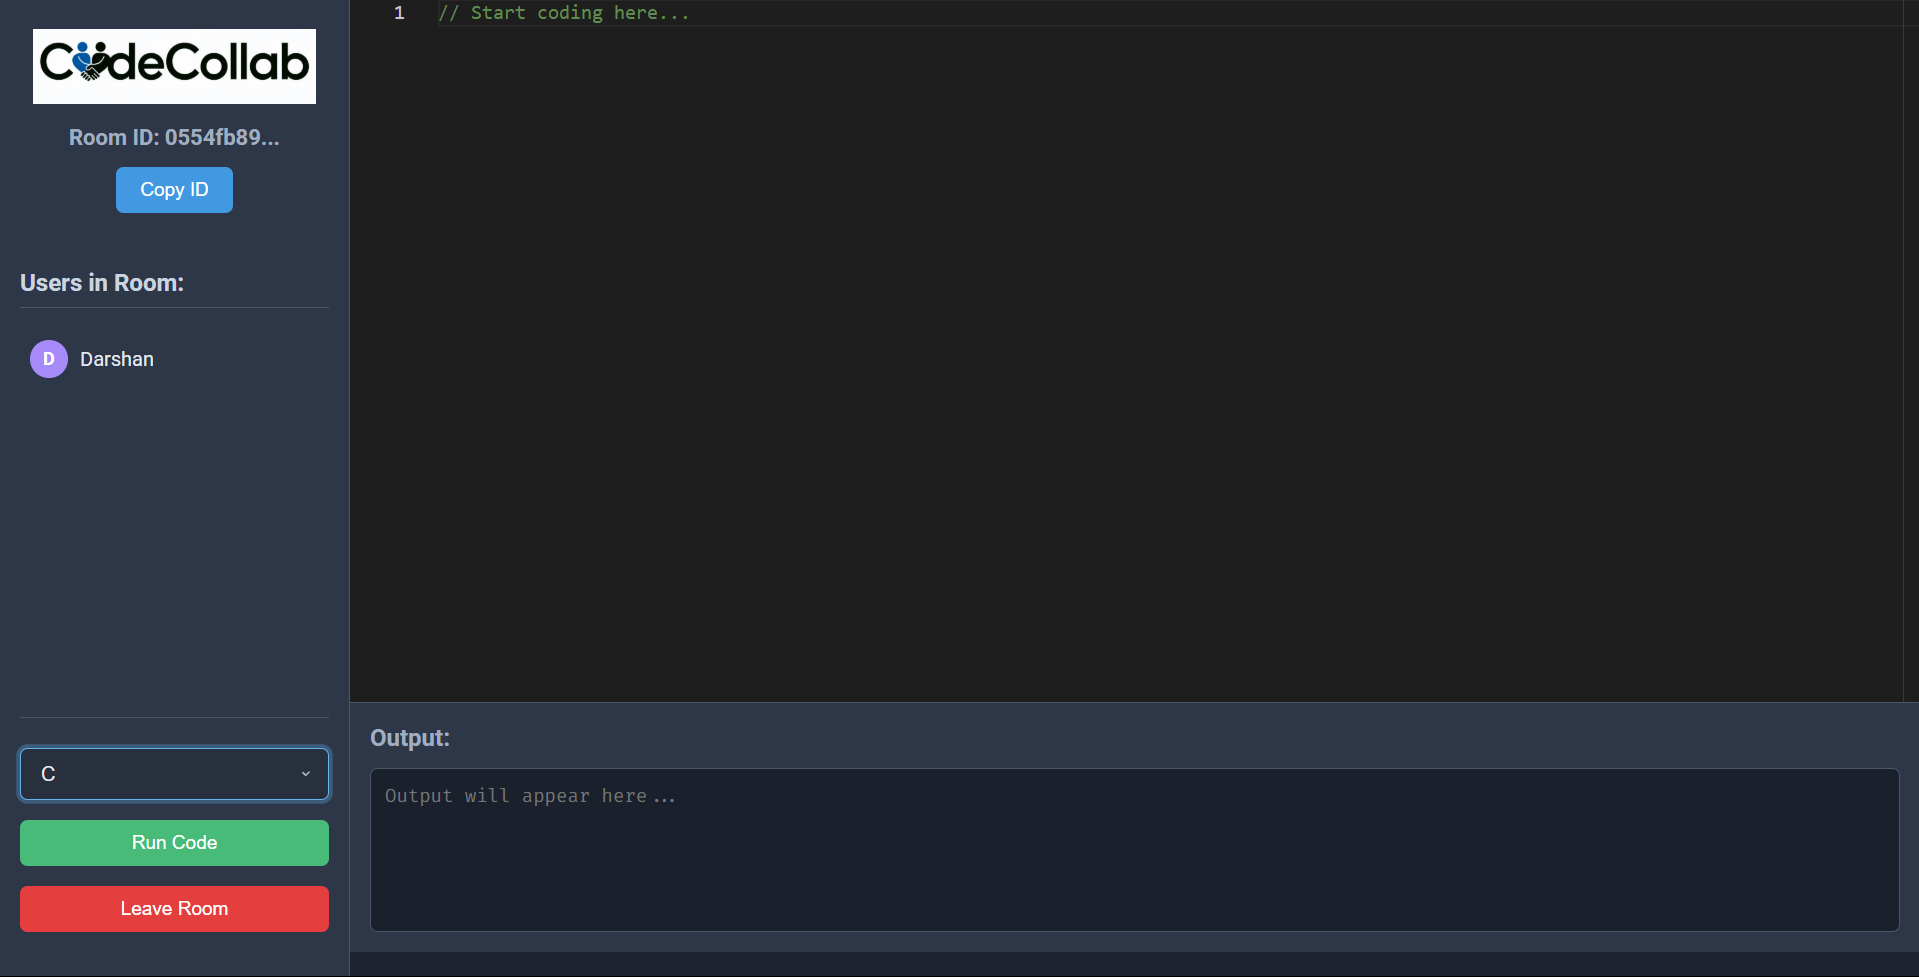 CodeCollab
Room ID: 0554fb89...
Copy ID
Users in Room:
D Darshan
C
Run Code
Leave Room
1 // Start coding here...
Output:
Output will appear here...